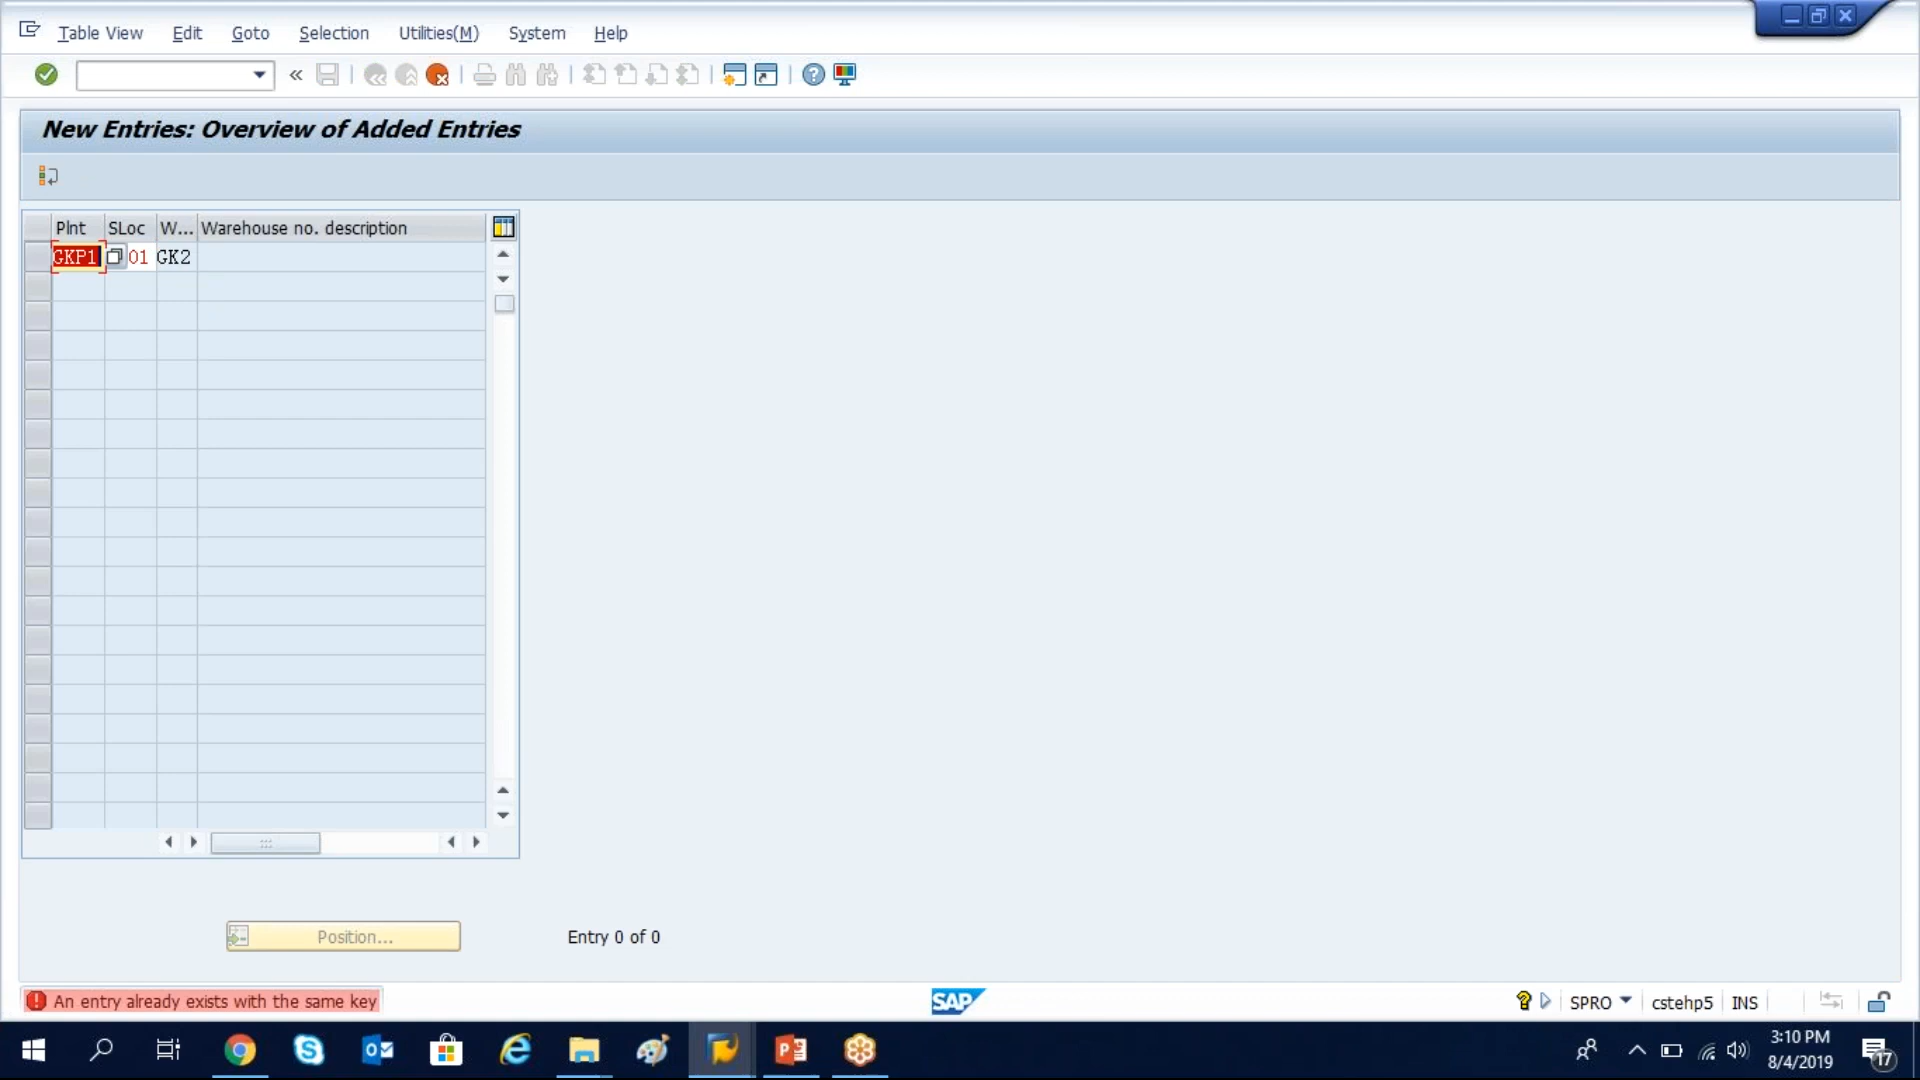 Table View Edit Goto Selection Utilities(M) System Help
New Entries: Overview of Added Entries
Plnt SLoc W... Warehouse no. description
GKP1 01 GK2
Position... Entry 0 of 0
An entry already exists with the same key SAP SPRO cstehp5 INS
3:10 PM
8/4/2019
17